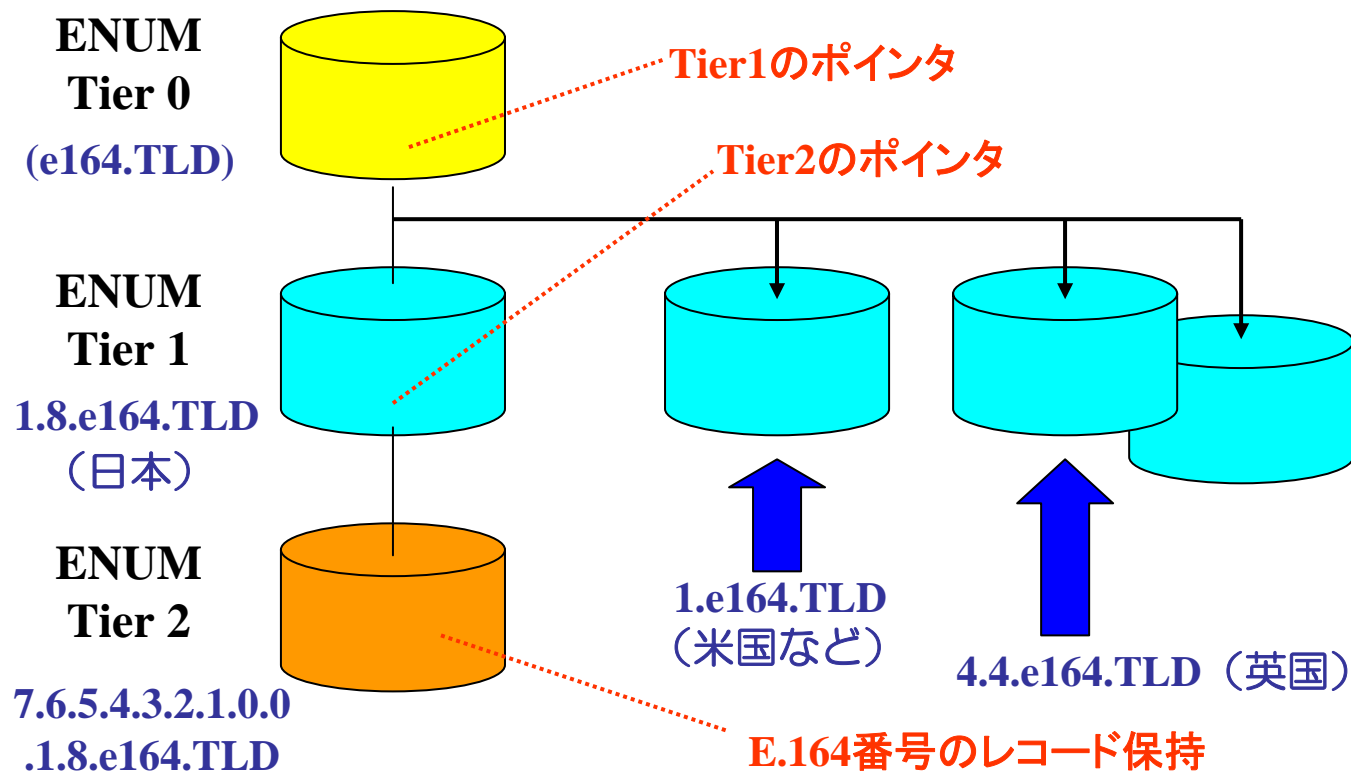 ENUM
Tier 0
(e164.TLD)
Tier1のポインタ
Tier2のポインタ
ENUM
Tier 1
1.8.e164.TLD
（日本）
ENUM
Tier 2
7.6.5.4.3.2.1.0.0
.1.8.e164.TLD
1.e164.TLD
（米国など）
4.4.e164.TLD（英国）
E.164番号のレコード保持